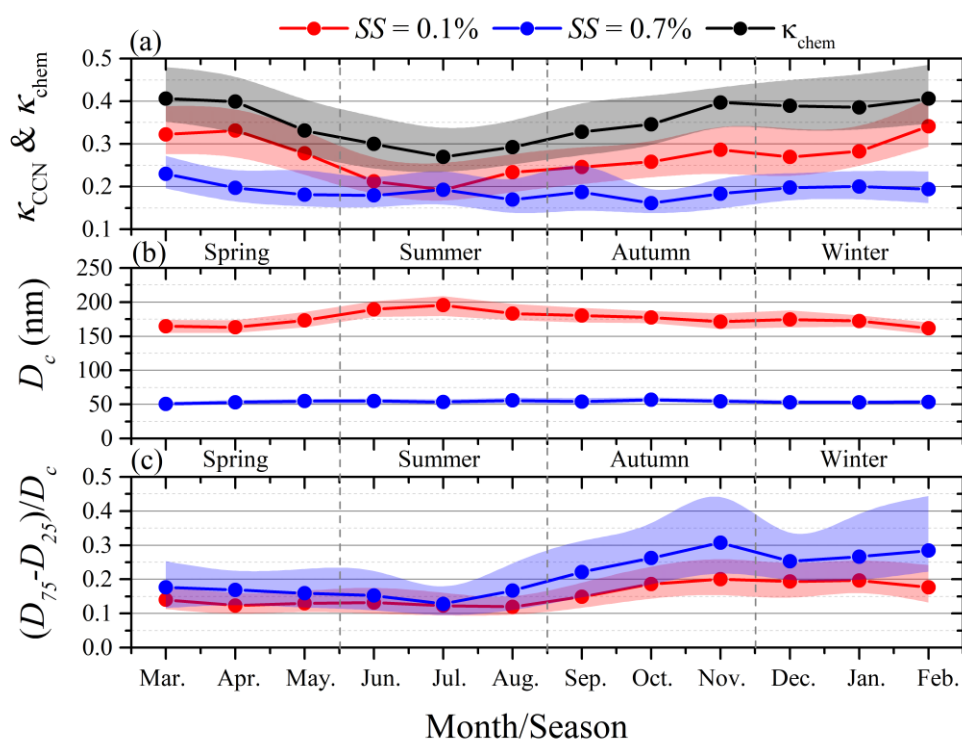 SS = 0.1% SS = 0.7% κchem
(a)
κCCN & κchem
0.5
0.4
0.3
0.2
0.1
Spring Summer Autumn Winter
(b)
Dc (nm)
250
200
150
100
50
0
Spring Summer Autumn Winter
(c)
(D75-D25)/Dc
0.5
0.4
0.3
0.2
0.1
0.0
Mar. Apr. May. Jun. Jul. Aug. Sep. Oct. Nov. Dec. Jan. Feb.
Month/Season